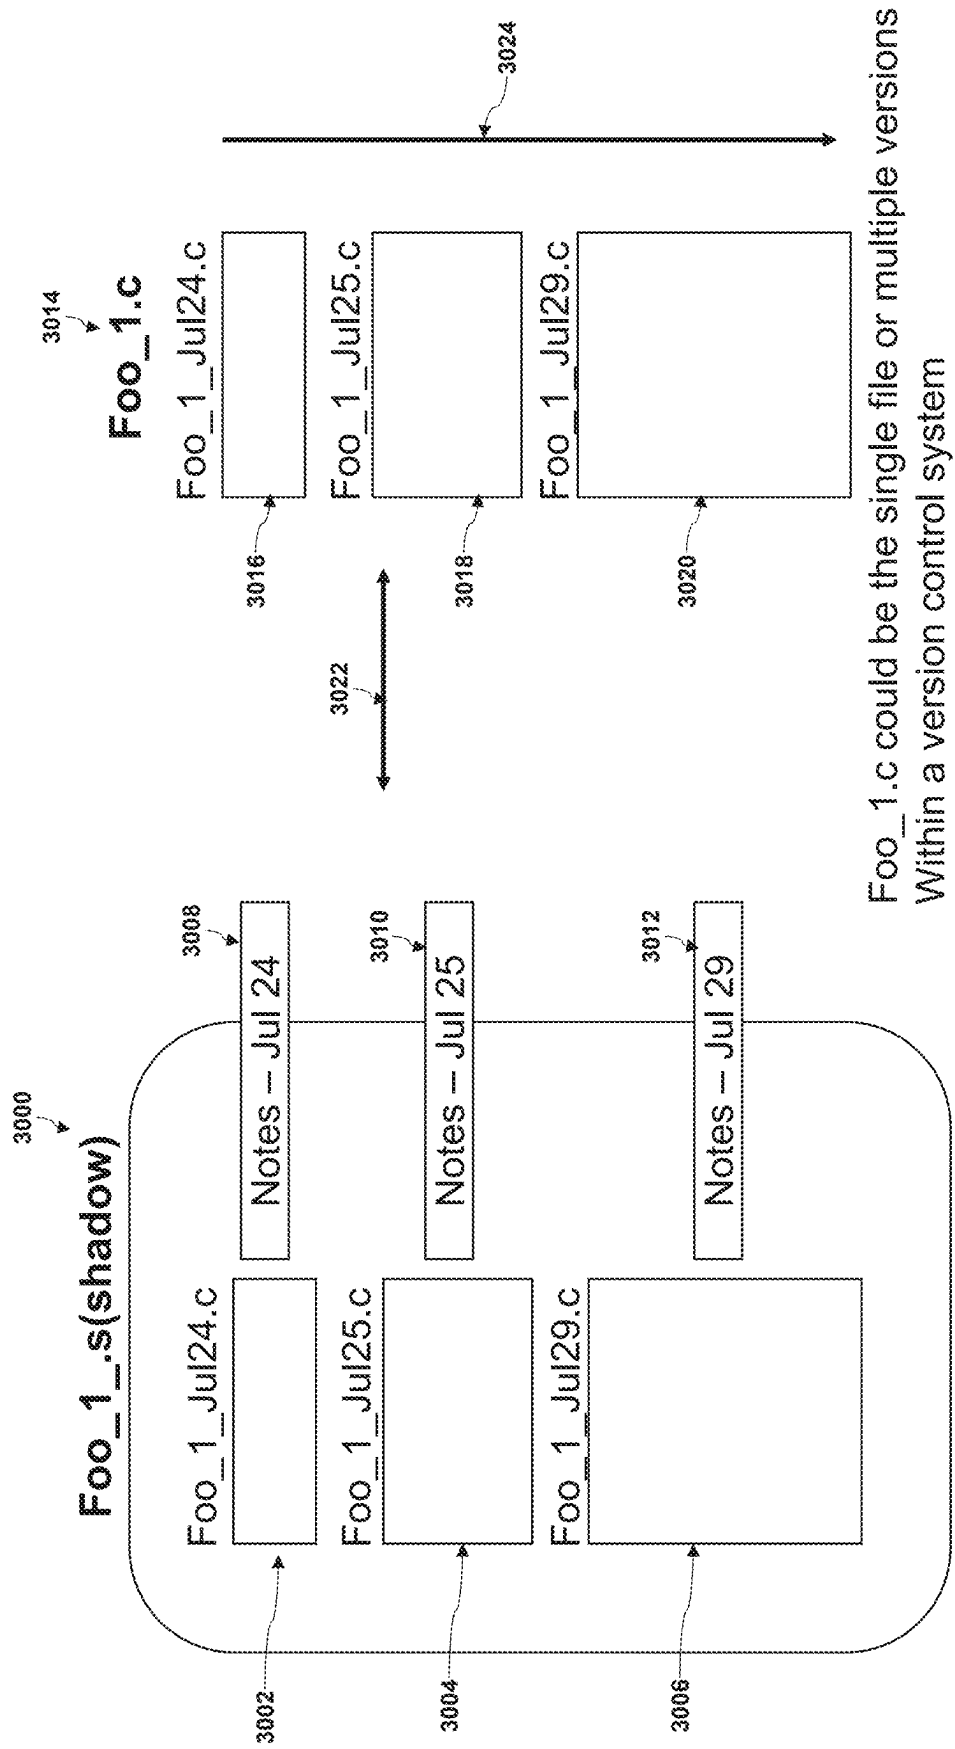 3000
Foo_1_.s(shadow)
Foo_1_Jul24.c
3002
Notes – Jul 24
3008
Foo_1_Jul25.c
3004
Notes – Jul 25
3010
Foo_1_Jul29.c
3006
Notes – Jul 29
3012
3022
3014
Foo_1.c
Foo_1_Jul24.c
3016
Foo_1_Jul25.c
3018
Foo_1_Jul29.c
3020
3024
Foo_1.c could be the single file or multiple versions
Within a version control system